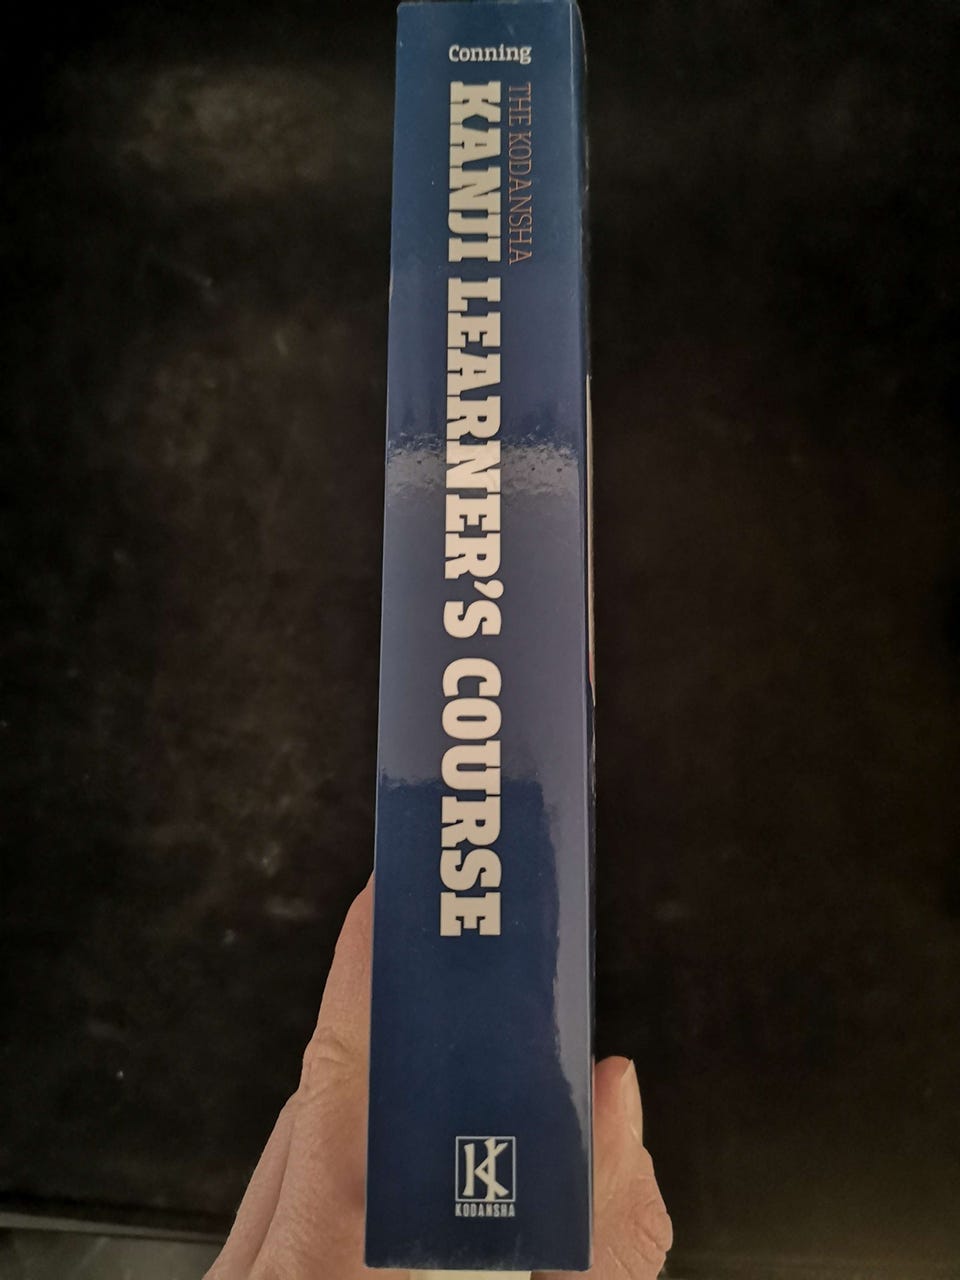 Conning
THE KODANSHA
KANJI LEARNER'S COURSE
KODANSHA